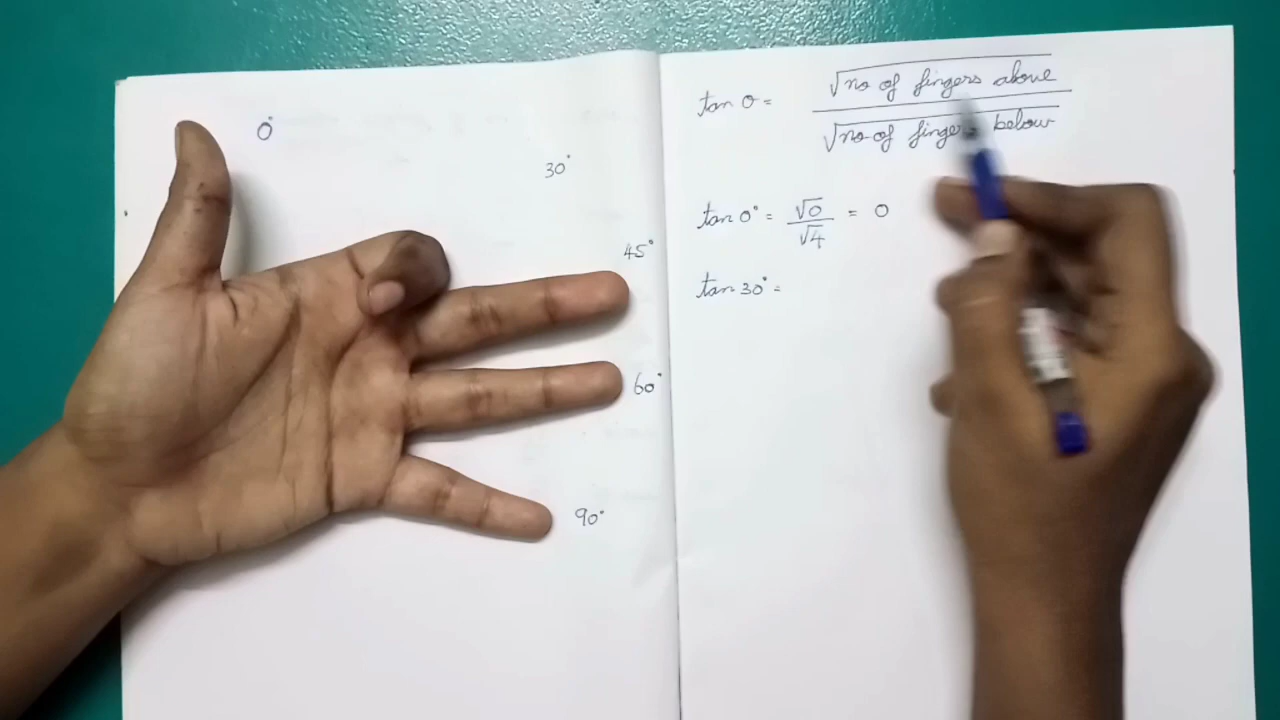 0°
30°
45°
60°
90°
tan θ = √no of fingers above
√no of fingers below
tan 0° = √0 / √4 = 0
tan 30° =